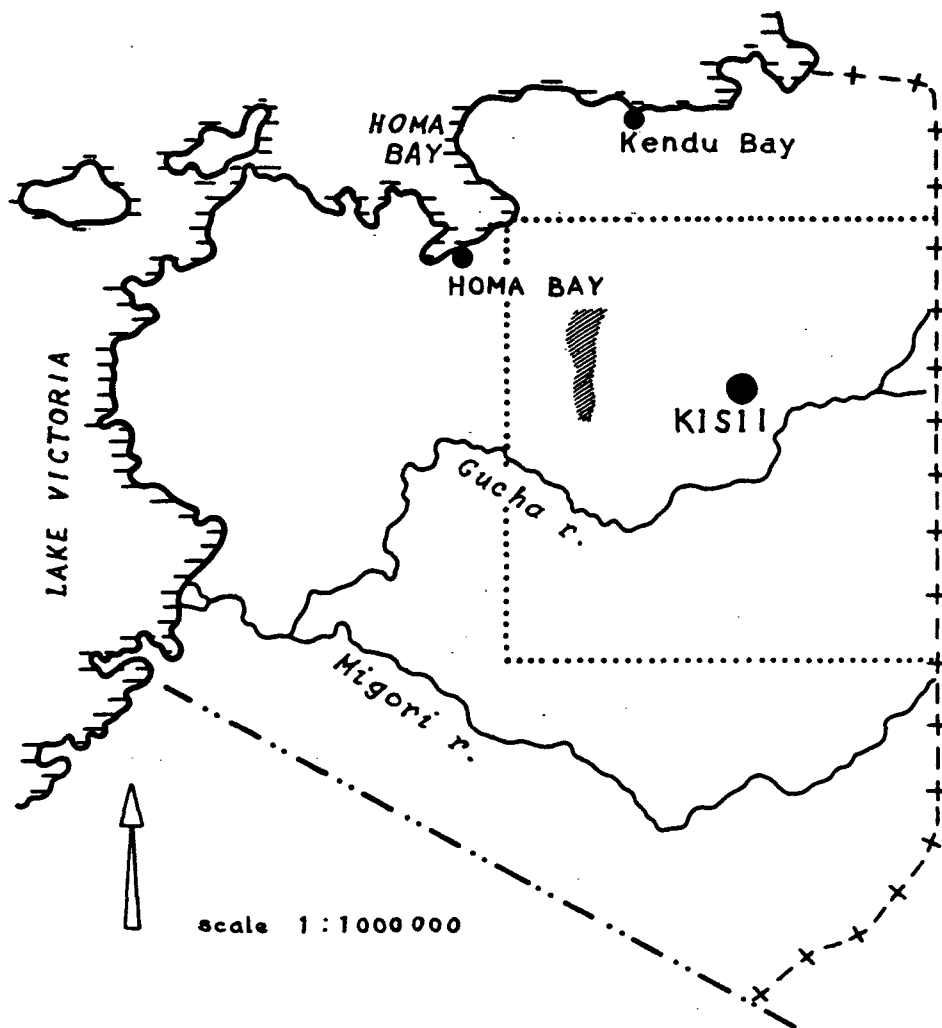 HOMA
BAY
Kendu Bay
HOMA BAY
LAKE VICTORIA
KISII
Gucha r.
Migori r.
scale 1:1000000